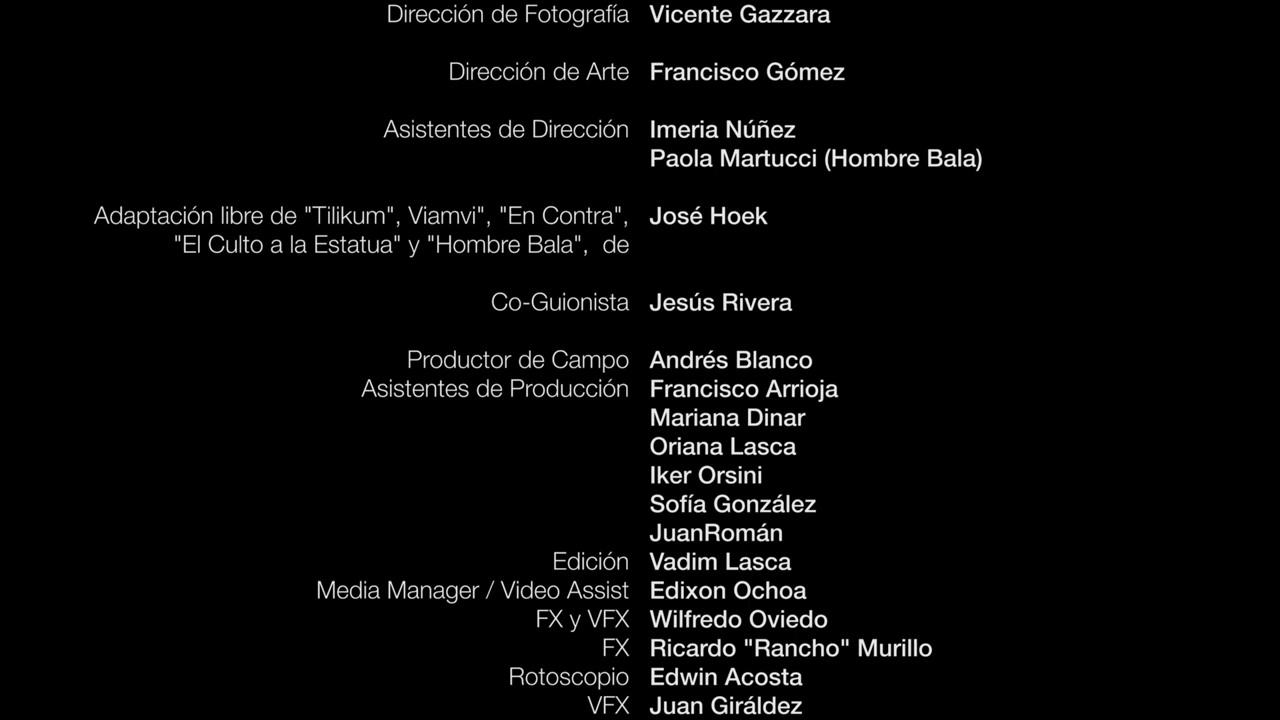 Dirección de Fotografía Vicente Gazzara
Dirección de Arte Francisco Gómez
Asistentes de Dirección Imeria Núñez
Paola Martucci (Hombre Bala)
Adaptación libre de "Tilikum", Viamvi", "En Contra", José Hoek
"El Culto a la Estatua" y "Hombre Bala", de
Co-Guionista Jesús Rivera
Productor de Campo Andrés Blanco
Asistentes de Producción Francisco Arrioja
Mariana Dinar
Oriana Lasca
Iker Orsini
Sofía González
JuanRomán
Edición Vadim Lasca
Media Manager / Video Assist Edixon Ochoa
FX y VFX Wilfredo Oviedo
FX Ricardo "Rancho" Murillo
Rotoscopio Edwin Acosta
VFX Juan Giráldez